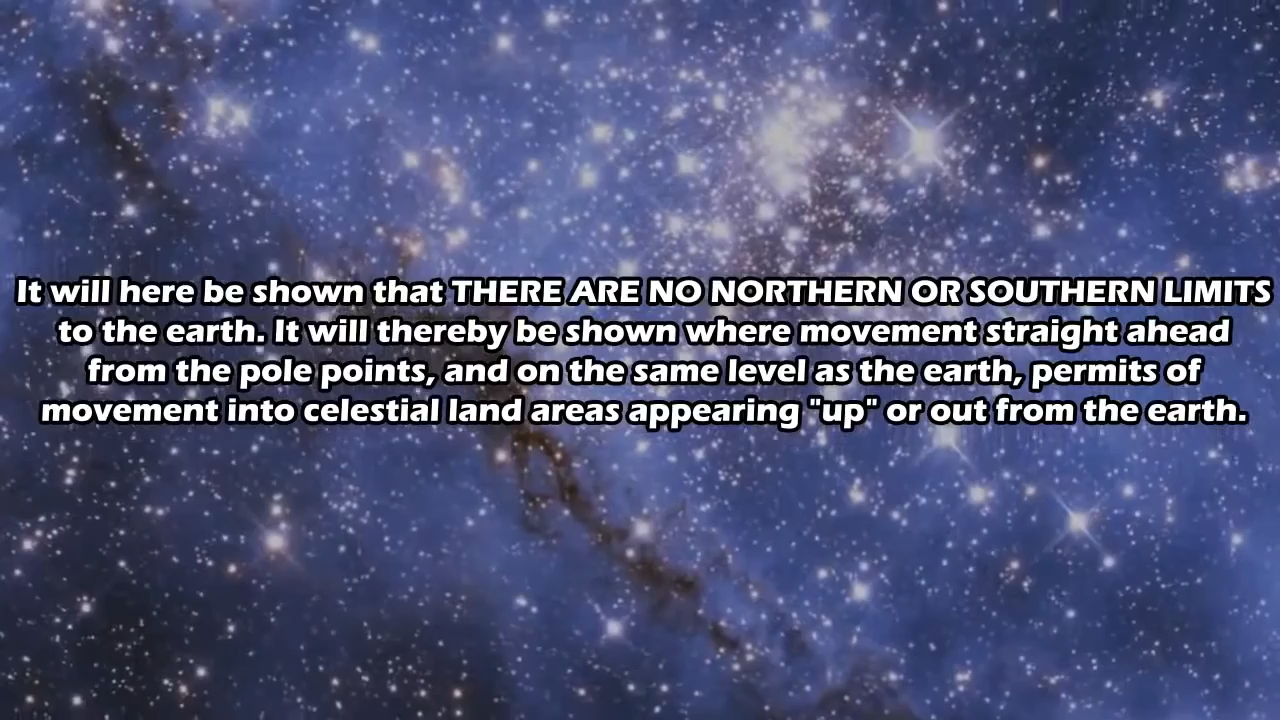 It will here be shown that THERE ARE NO NORTHERN OR SOUTHERN LIMITS
to the earth. It will thereby be shown where movement straight ahead
from the pole points, and on the same level as the earth, permits of
movement into celestial land areas appearing "up" or out from the earth.